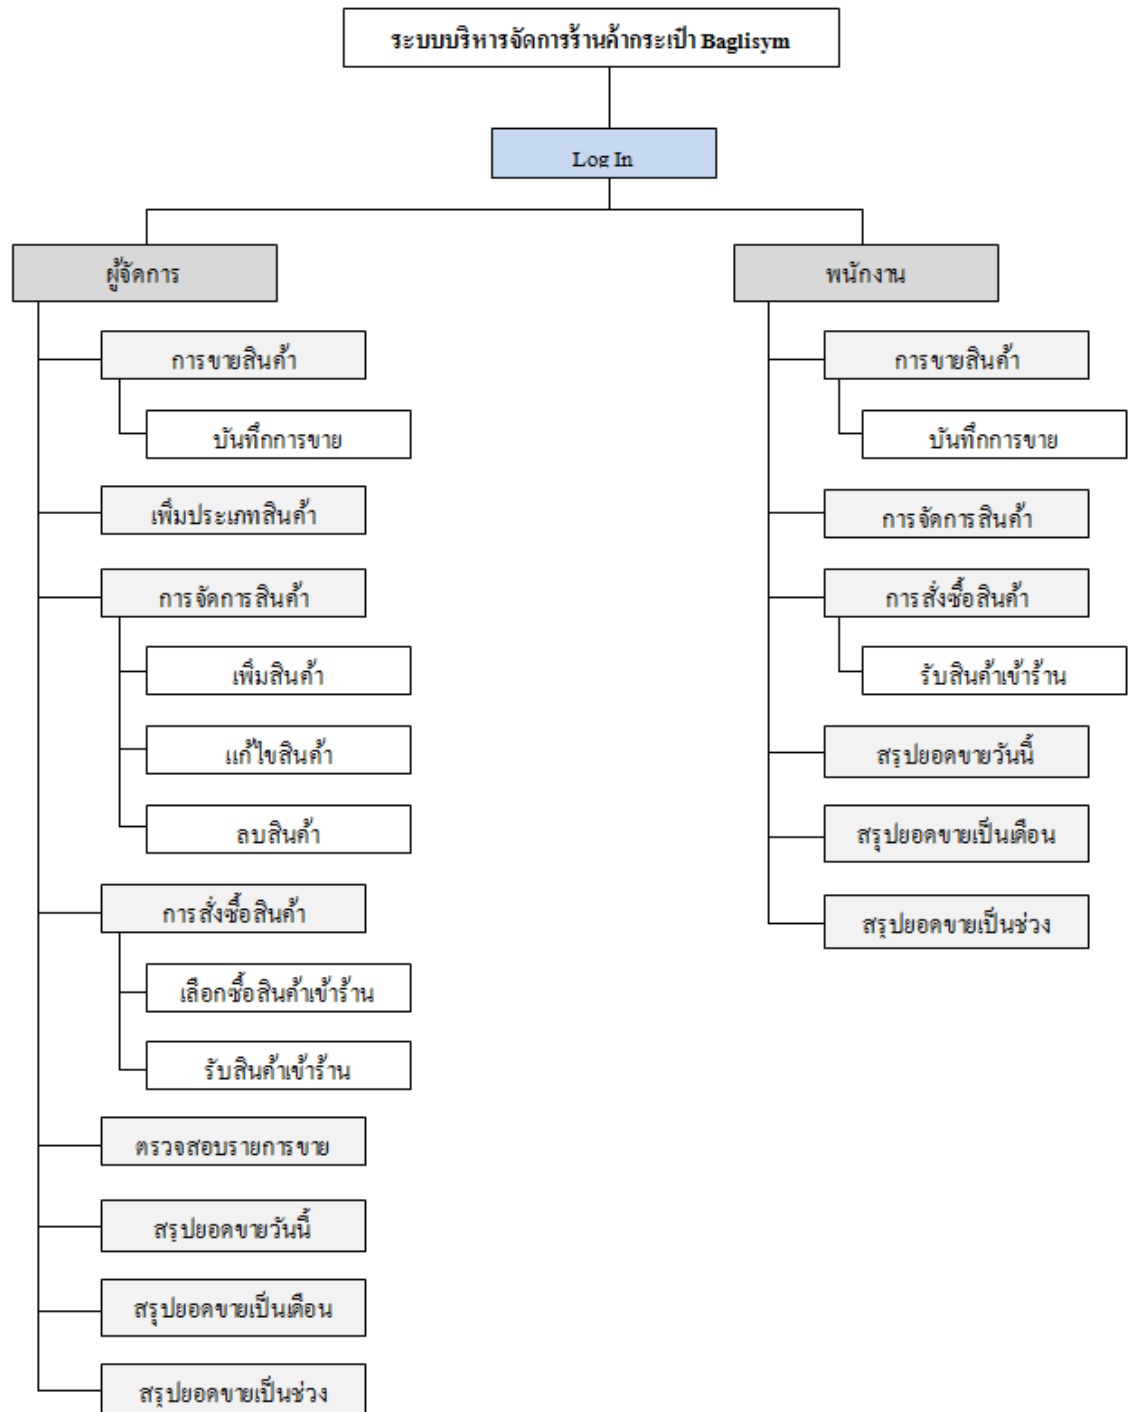 ระบบบริหารจัดการร้านค้ากระเป๋า Baglisym
Log In
ผู้จัดการ
การขายสินค้า
บันทึกการขาย
เพิ่มประเภทสินค้า
การจัดการสินค้า
เพิ่มสินค้า
แก้ไขสินค้า
ลบสินค้า
การสั่งซื้อสินค้า
เลือกซื้อสินค้าเข้าร้าน
รับสินค้าเข้าร้าน
ตรวจสอบรายการขาย
สรุปยอดขายวันนี้
สรุปยอดขายเป็นเดือน
สรุปยอดขายเป็นช่วง
พนักงาน
การขายสินค้า
บันทึกการขาย
การจัดการสินค้า
การสั่งซื้อสินค้า
รับสินค้าเข้าร้าน
สรุปยอดขายวันนี้
สรุปยอดขายเป็นเดือน
สรุปยอดขายเป็นช่วง